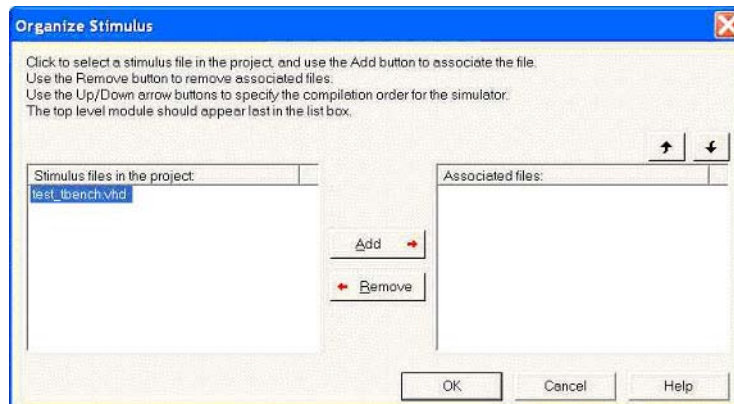 Organize Stimulus
Click to select a stimulus file in the project, and use the Add button to associate the file.
Use the Remove button to remove associated files.
Use the Up/Down arrow buttons to specify the compilation order for the simulator.
The top level module should appear last in the list box.
Stimulus files in the project:
Associated files:
test_tbench.vhd
Add
Remove
OK
Cancel
Help